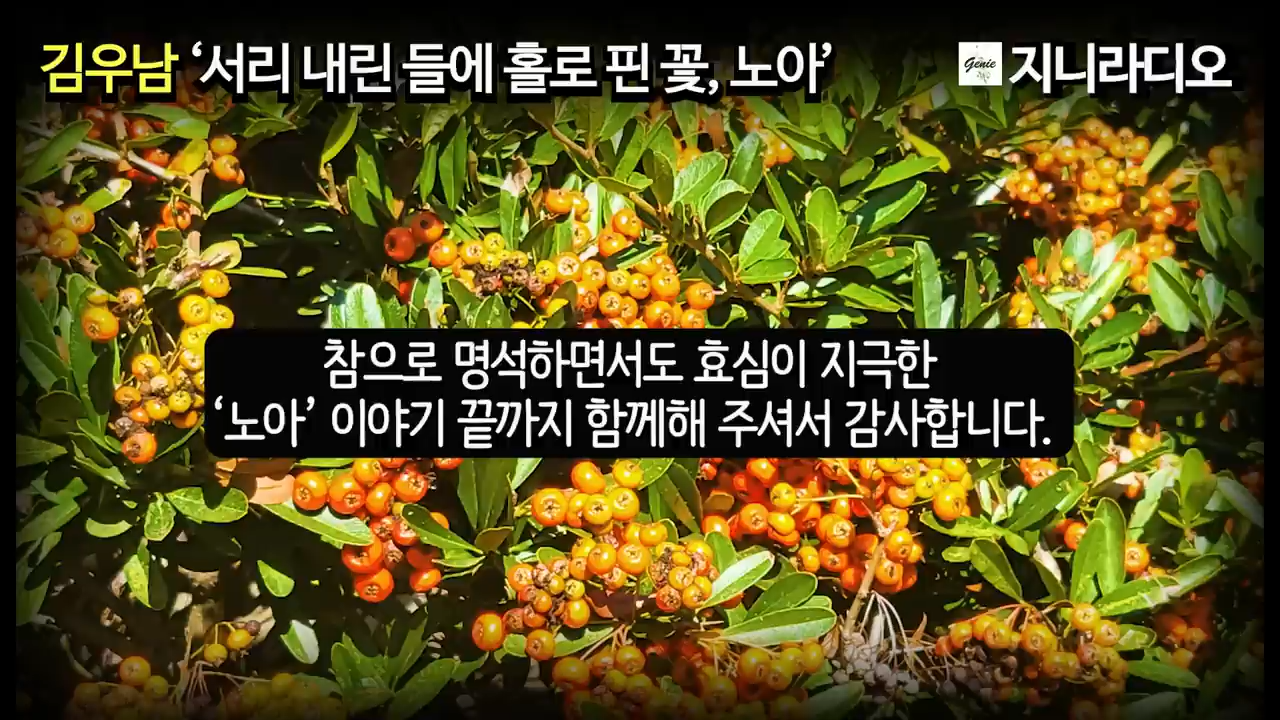 김우남 ‘서리 내린 들에 홀로 핀 꽃, 노아’
Genie 지니라디오
참으로 명석하면서도 효심이 지극한
‘노아’ 이야기 끝까지 함께해 주셔서 감사합니다.